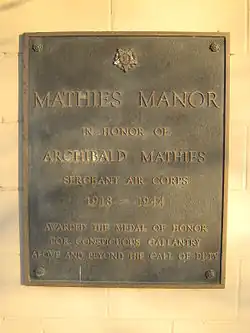 MATHIES MANOR
IN HONOR OF
ARCHIBALD MATHIES
SERGEANT AIR CORPS
1918 – 1944
AWARDED THE MEDAL OF HONOR
FOR CONSPICUOUS GALLANTRY
ABOVE AND BEYOND THE CALL OF DUTY